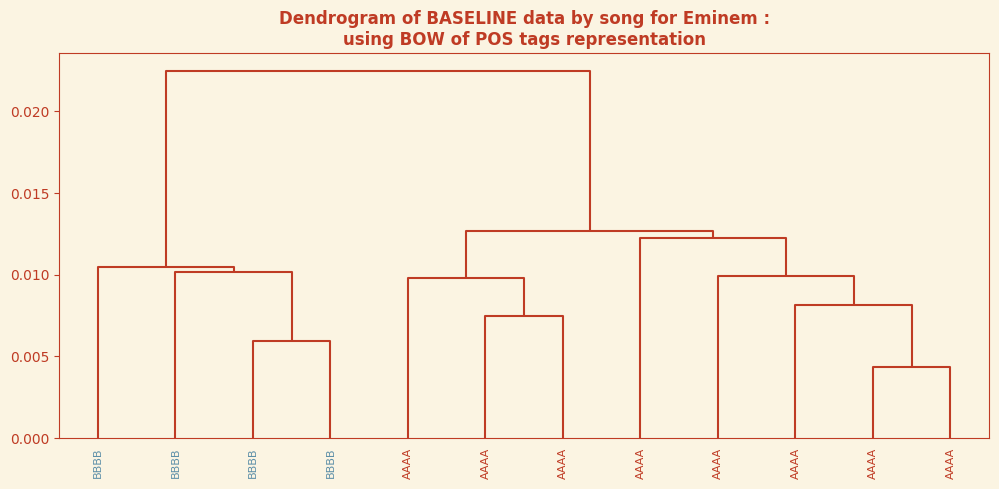 Dendrogram of BASELINE data by song for Eminem :
using BOW of POS tags representation
0.020
0.015
0.010
0.005
0.000
BBBB BBBB BBBB BBBB AAAA AAAA AAAA AAAA AAAA AAAA AAAA AAAA